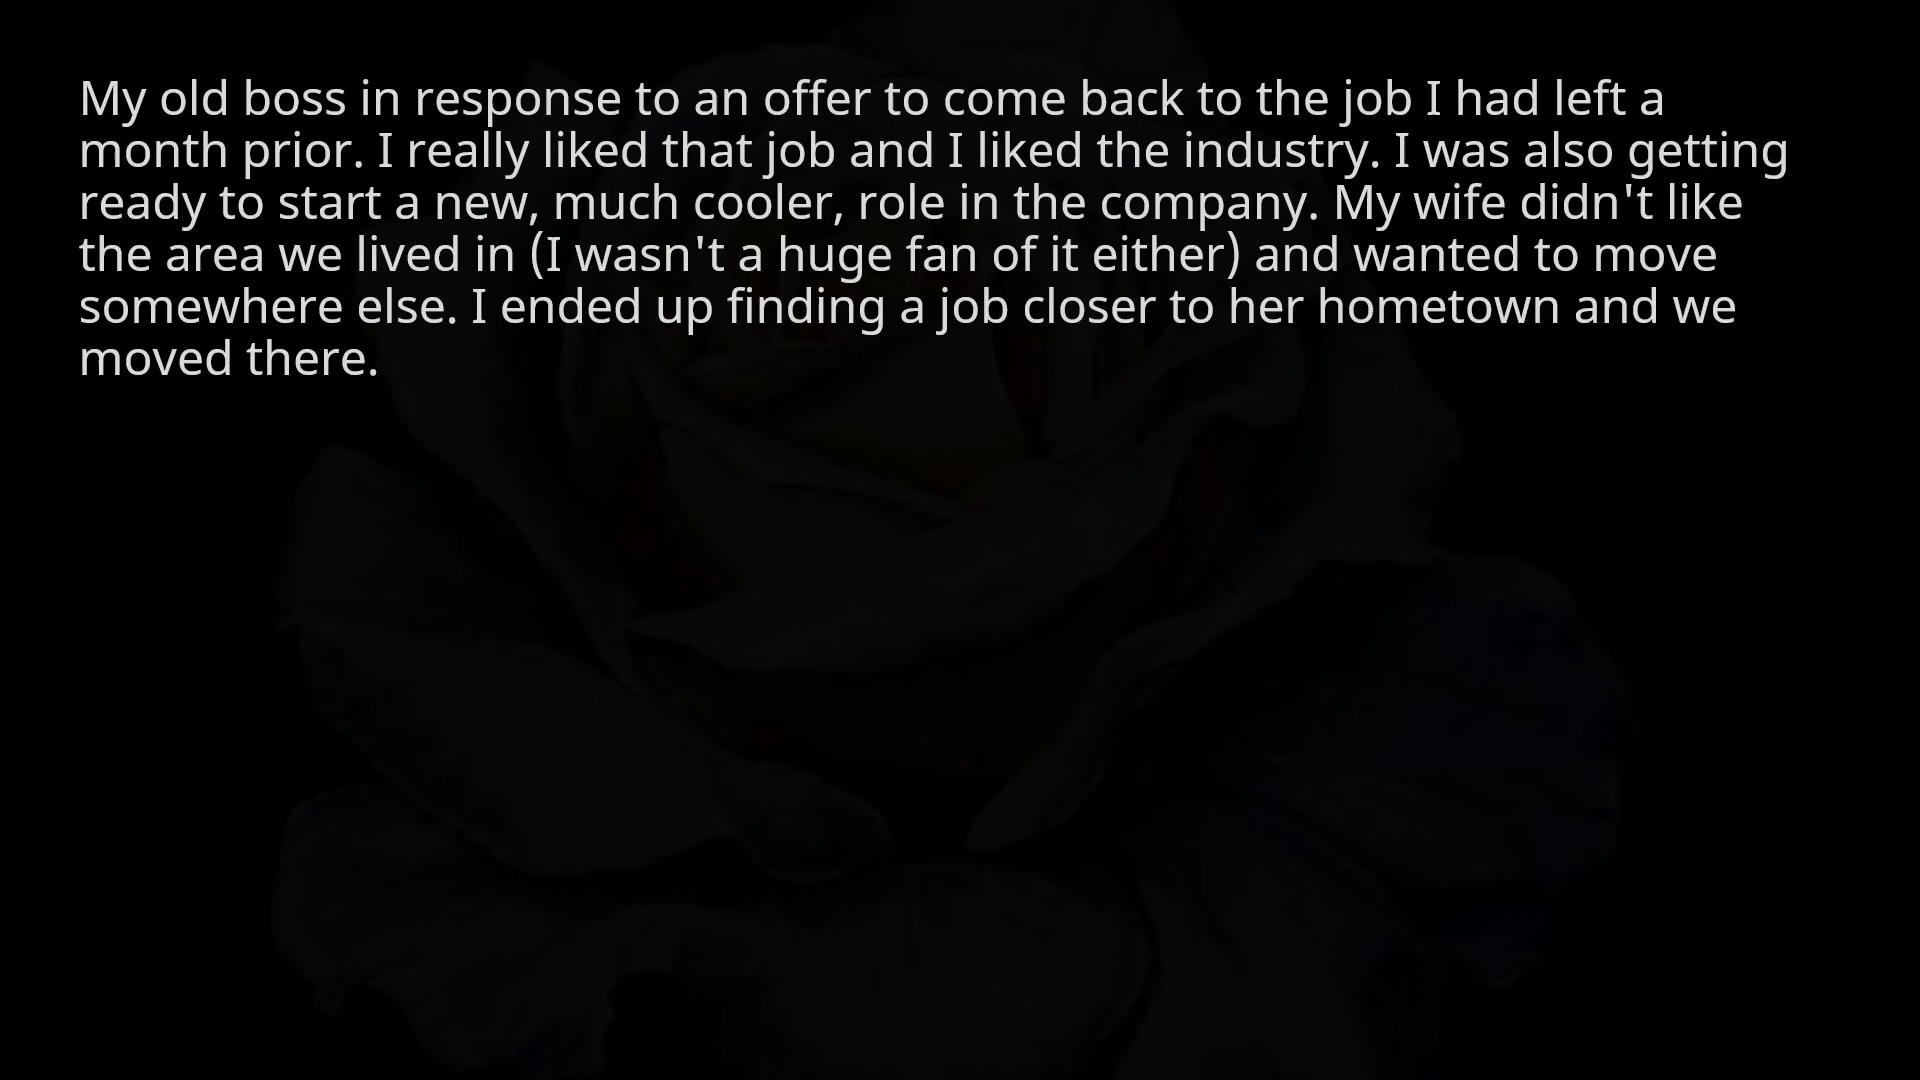 My old boss in response to an offer to come back to the job I had left a
month prior. I really liked that job and I liked the industry. I was also getting
ready to start a new, much cooler, role in the company. My wife didn't like
the area we lived in (I wasn't a huge fan of it either) and wanted to move
somewhere else. I ended up finding a job closer to her hometown and we
moved there.